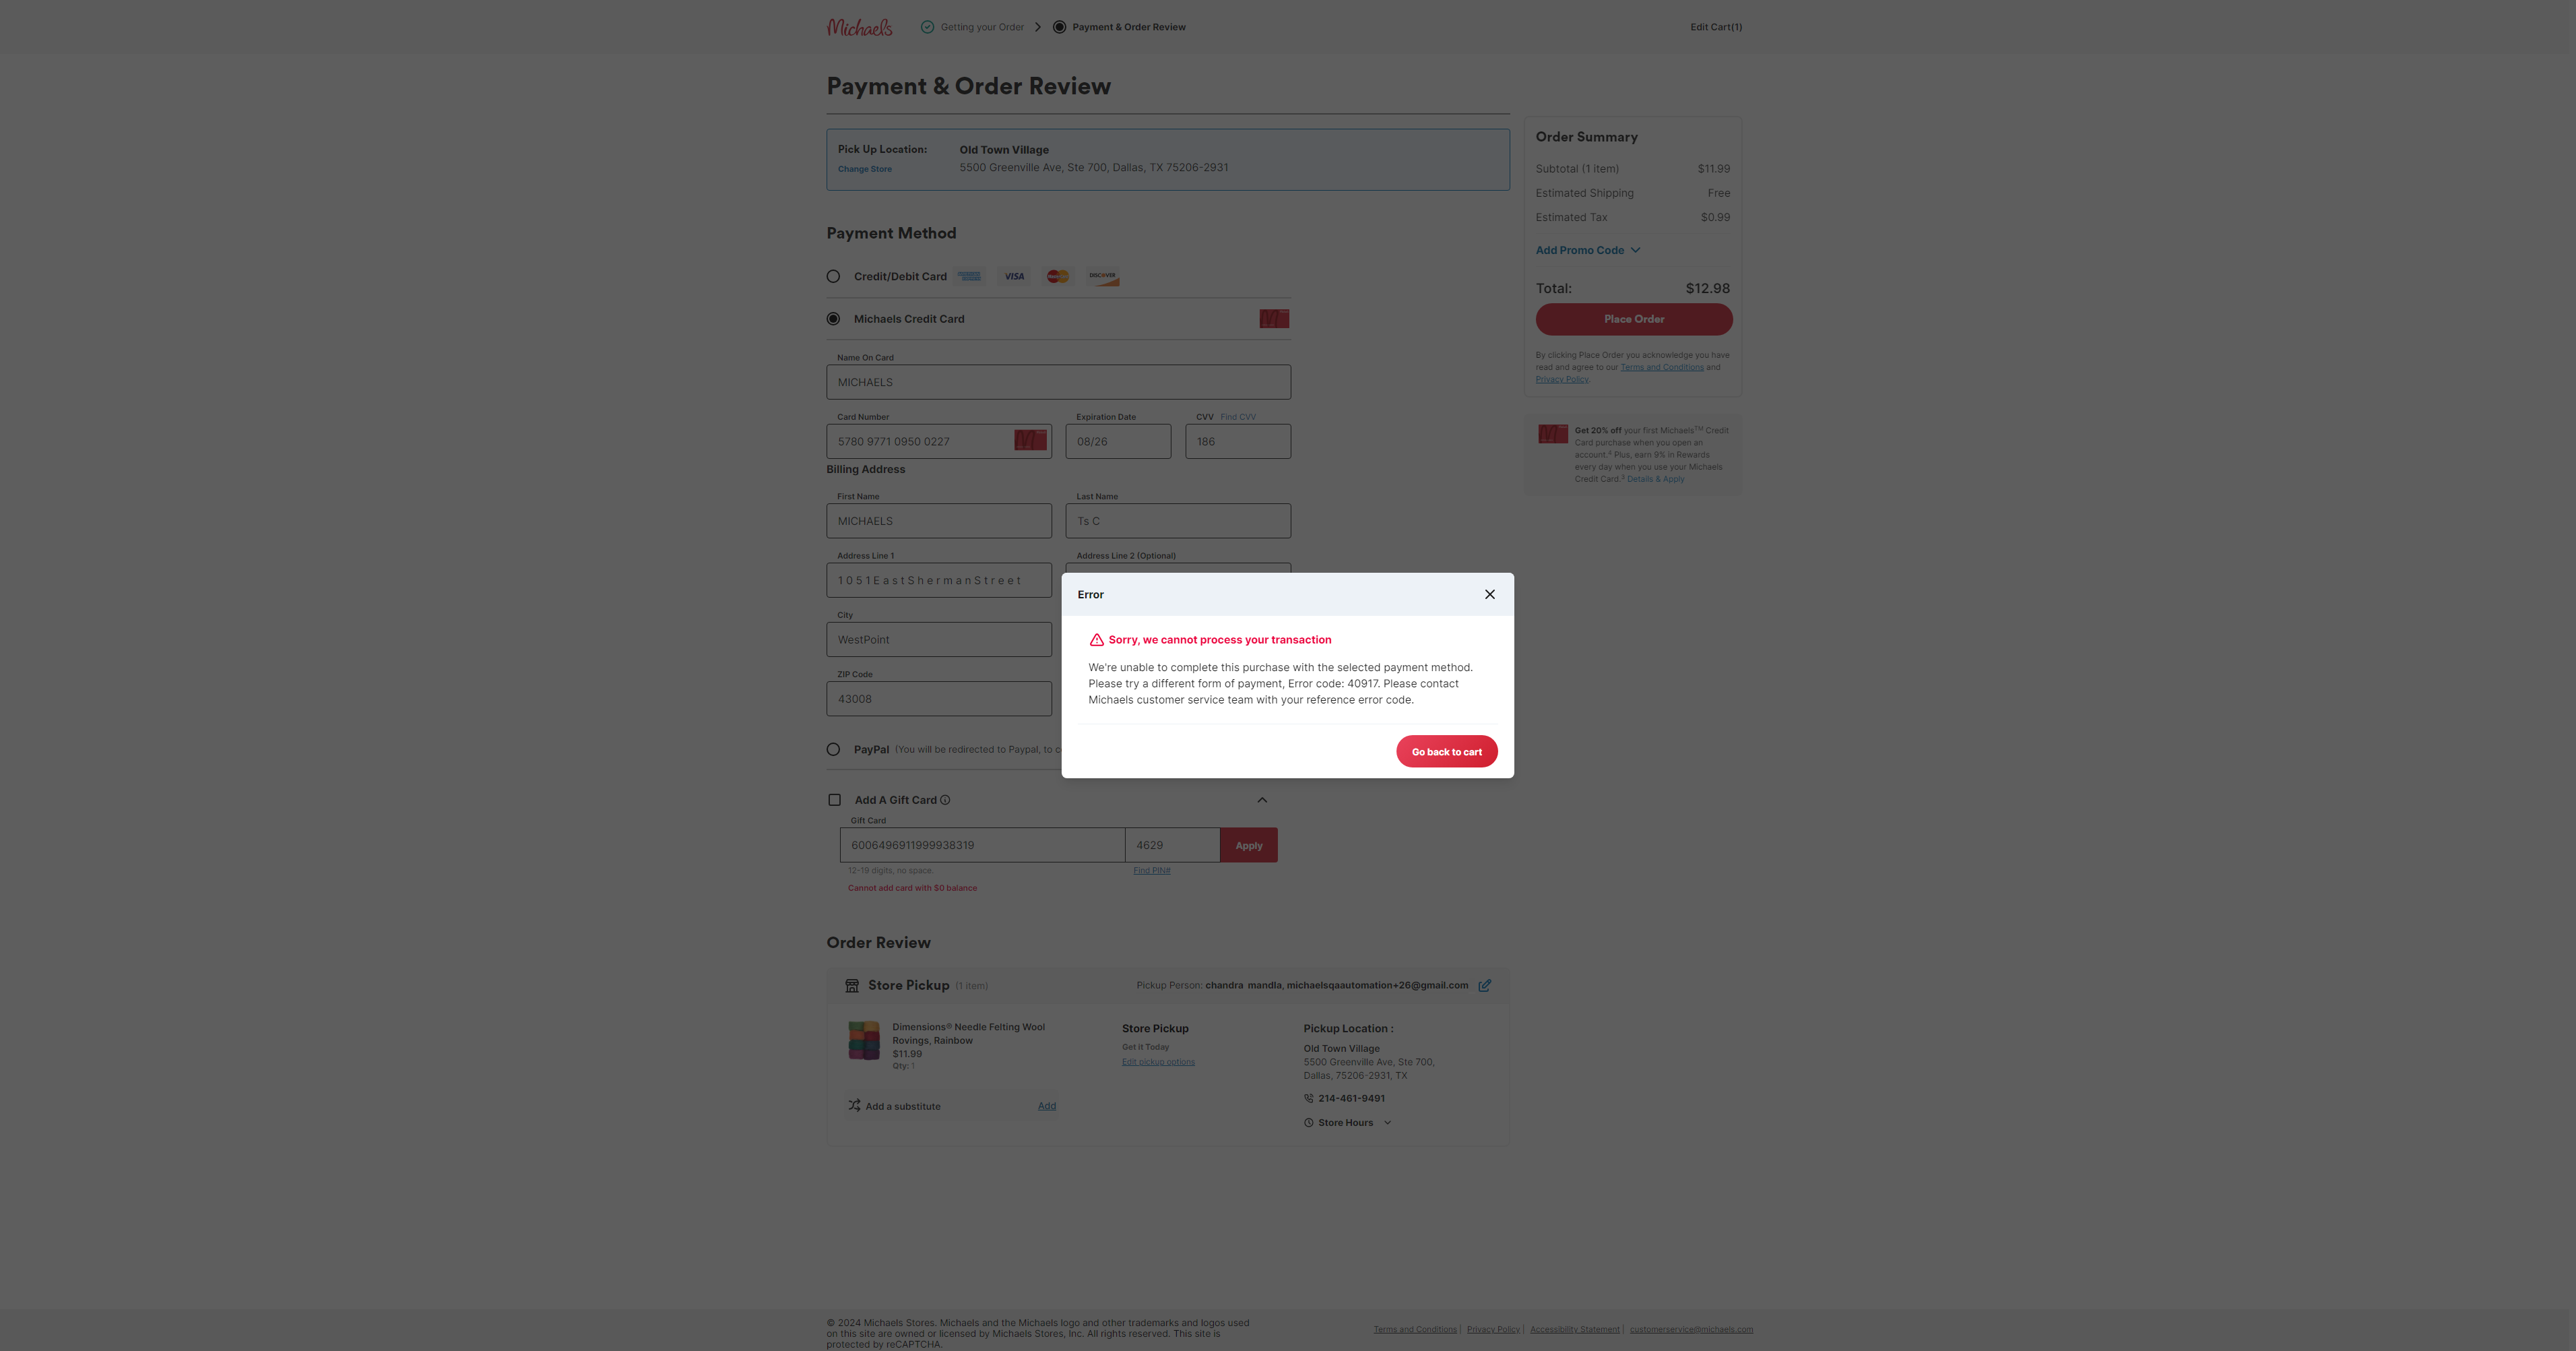 Michaels
Getting your Order
Payment & Order Review
Edit Cart(1)
Payment & Order Review
Pick Up Location:
Change Store
Old Town Village
5500 Greenville Ave, Ste 700, Dallas, TX 75206-2931
Payment Method
Credit/Debit Card
VISA
DISCOVER
Michaels Credit Card
Name On Card
MICHAELS
Card Number
Expiration Date
CVV Find CVV
5780 9771 0950 0227
08/26
186
Billing Address
First Name
Last Name
MICHAELS
Ts C
Address Line 1
Address Line 2 (Optional)
1 0 5 1 E a s t S h e r m a n S t r e e t
City
WestPoint
ZIP Code
43008
PayPal (You will be redirected to Paypal, to c
Add A Gift Card
Gift Card
6006496911999938319
4629
Apply
12-19 digits, no space.
Find PIN#
Cannot add card with $0 balance
Order Summary
Subtotal (1 item) $11.99
Estimated Shipping Free
Estimated Tax $0.99
Add Promo Code
Total: $12.98
Place Order
By clicking Place Order you acknowledge you have
read and agree to our Terms and Conditions and
Privacy Policy.
Get 20% off your first Michaels™ Credit
Card purchase when you open an
account.⁴ Plus, earn 9% in Rewards
every day when you use your Michaels
Credit Card.³ Details & Apply
Error
Sorry, we cannot process your transaction
We're unable to complete this purchase with the selected payment method.
Please try a different form of payment, Error code: 40917. Please contact
Michaels customer service team with your reference error code.
Go back to cart
Order Review
Store Pickup (1 item)
Pickup Person: chandra mandla, michaelsqaautomation+26@gmail.com
Dimensions® Needle Felting Wool
Rovings, Rainbow
$11.99
Qty: 1
Add a substitute
Add
Store Pickup
Get it Today
Edit pickup options
Pickup Location :
Old Town Village
5500 Greenville Ave, Ste 700,
Dallas, 75206-2931, TX
214-461-9491
Store Hours
© 2024 Michaels Stores. Michaels and the Michaels logo and other trademarks and logos used
on this site are owned or licensed by Michaels Stores, Inc. All rights reserved. This site is
protected by reCAPTCHA.
Terms and Conditions | Privacy Policy | Accessibility Statement | customerservice@michaels.com